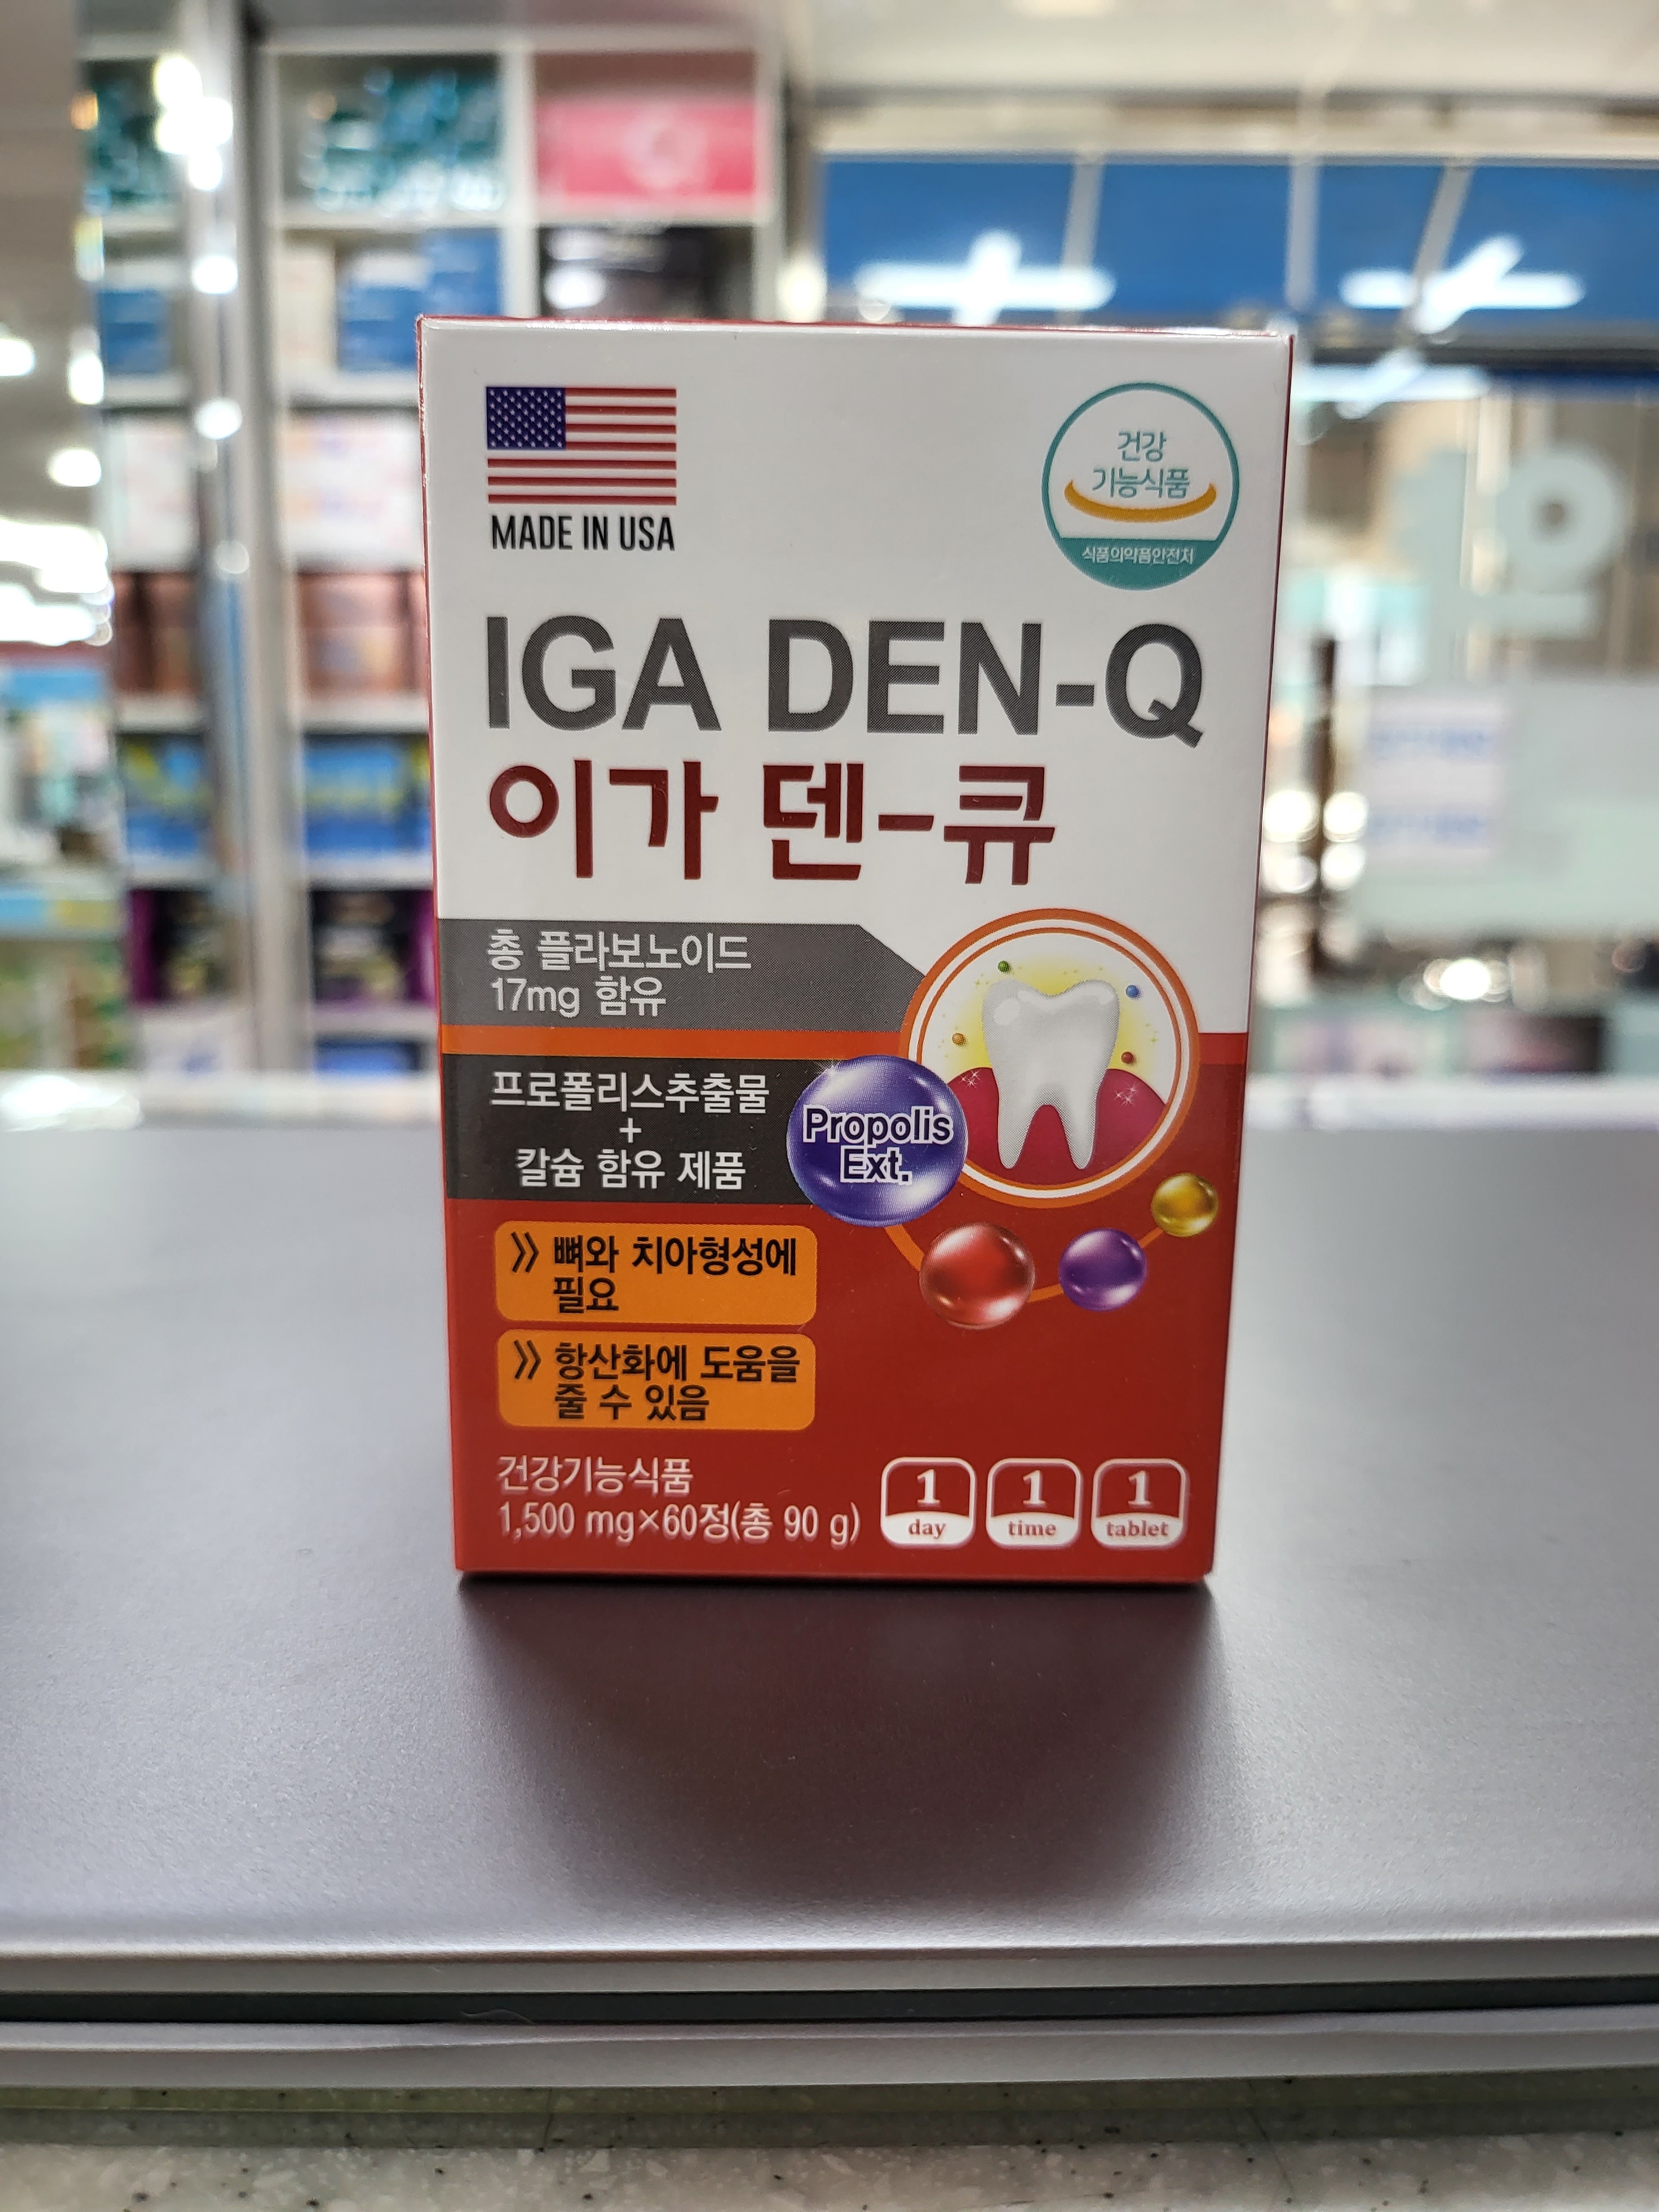 MADE IN USA
건강
기능식품
식품의약품안전처
IGA DEN-Q
이가 덴-큐
총 플라보노이드
17mg 함유
프로폴리스추출물
+
칼슘 함유 제품
Propolis
Ext.
» 뼈와 치아형성에
필요
» 항산화에 도움을
줄 수 있음
건강기능식품
1,500 mg×60정(총 90 g)
1 day
1 time
1 tablet